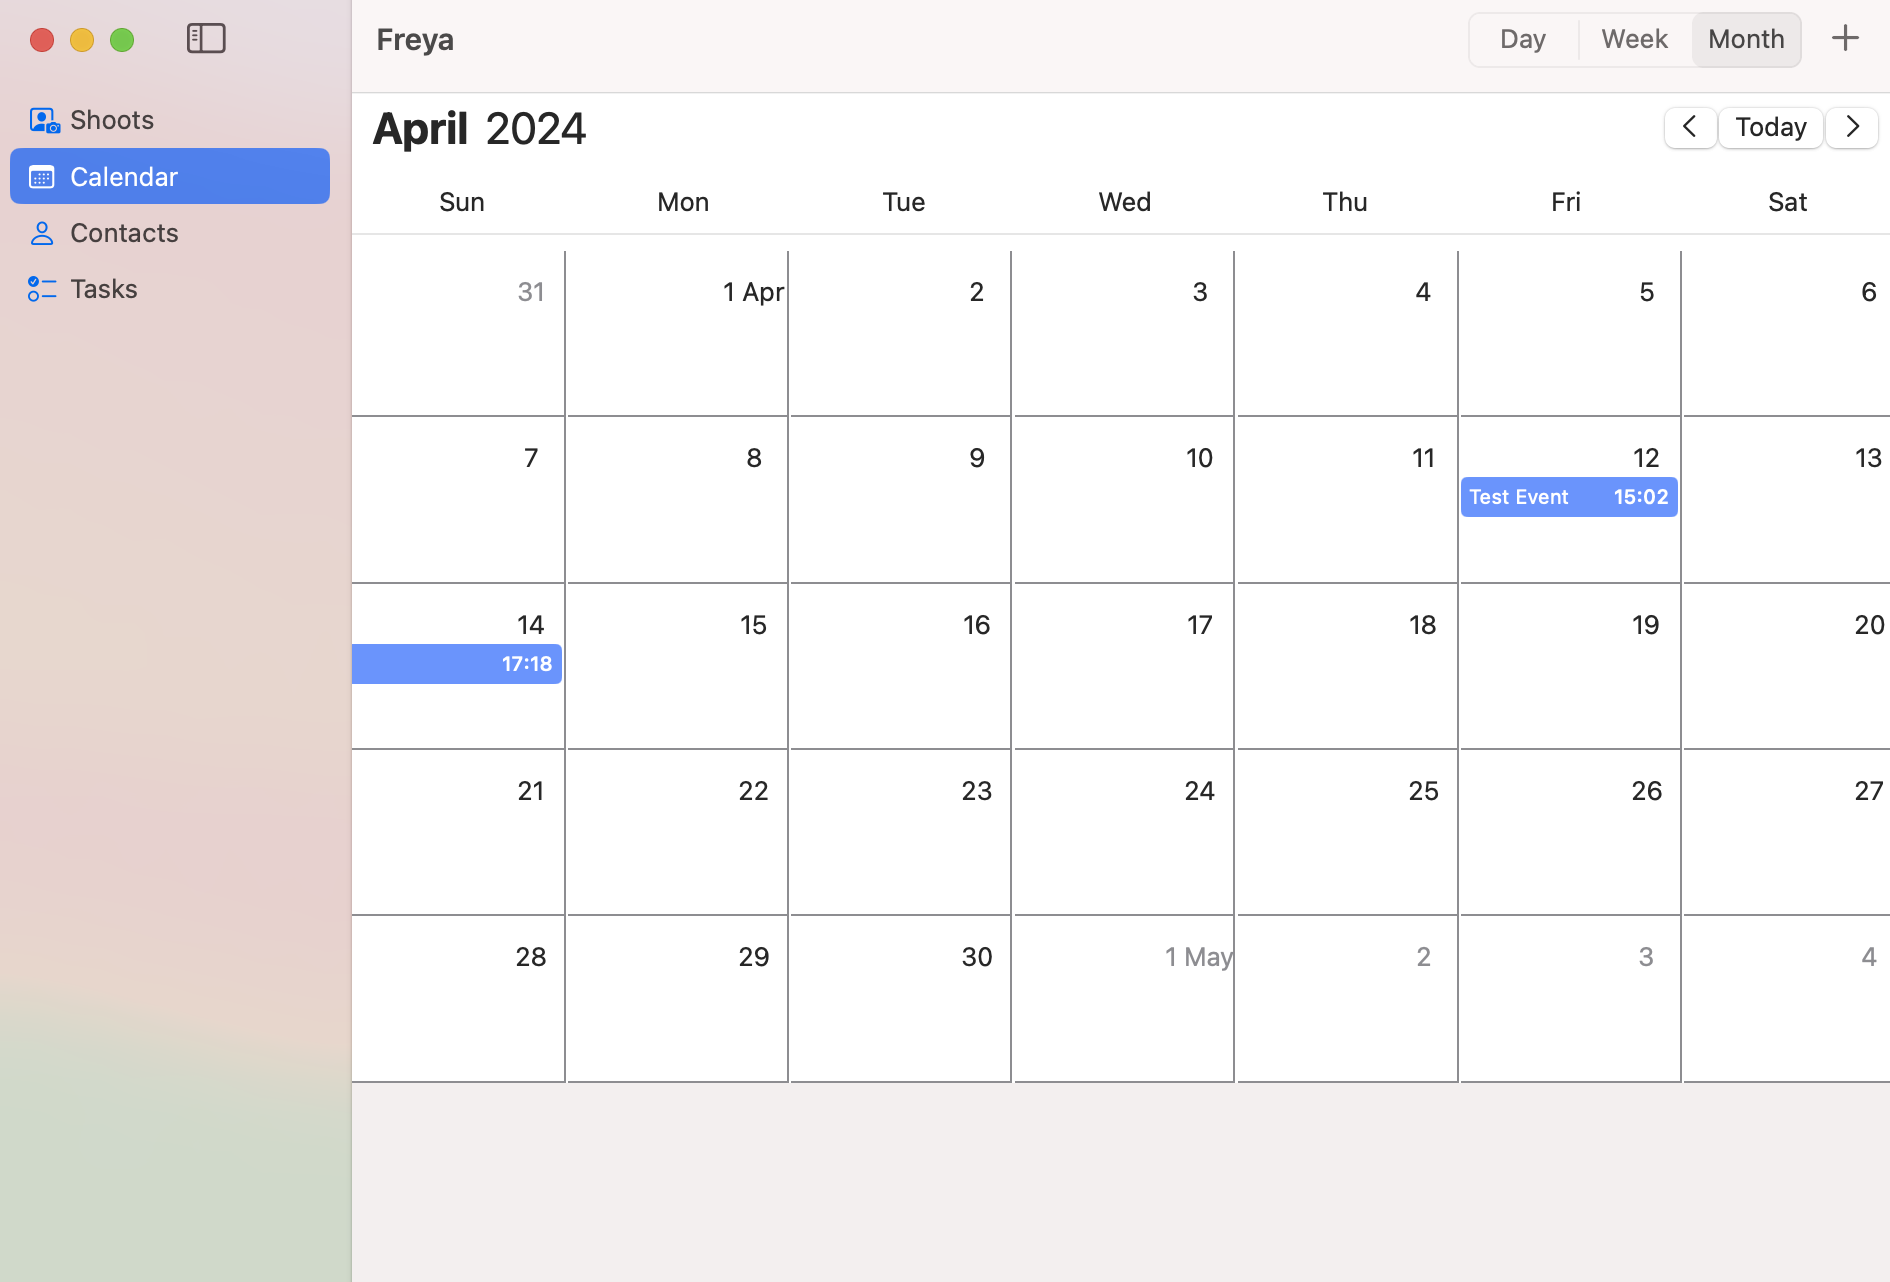 Freya
Day Week Month
Shoots
Calendar
Contacts
Tasks
April 2024
Today
Sun Mon Tue Wed Thu Fri Sat
31 1 Apr 2 3 4 5 6
7 8 9 10 11 12 13
Test Event 15:02
14 15 16 17 18 19 20
17:18
21 22 23 24 25 26 27
28 29 30 1 May 2 3 4